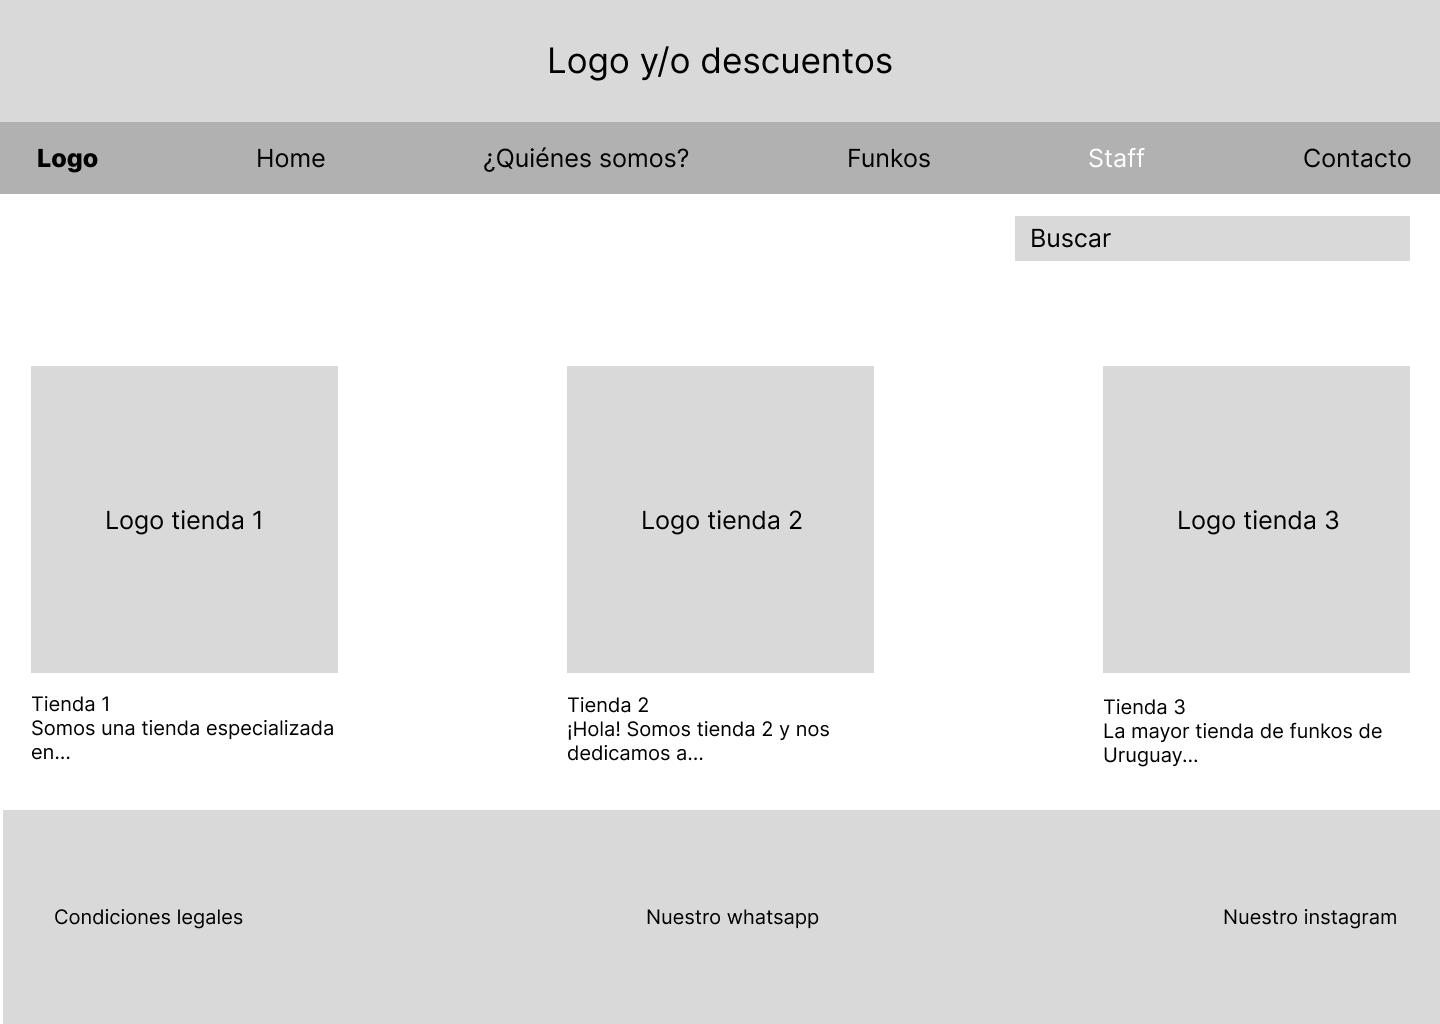 Logo y/o descuentos
Logo Home ¿Quiénes somos? Funkos Staff Contacto
Buscar
Logo tienda 1
Logo tienda 2
Logo tienda 3
Tienda 1
Somos una tienda especializada
en...
Tienda 2
¡Hola! Somos tienda 2 y nos
dedicamos a...
Tienda 3
La mayor tienda de funkos de
Uruguay...
Condiciones legales
Nuestro whatsapp
Nuestro instagram